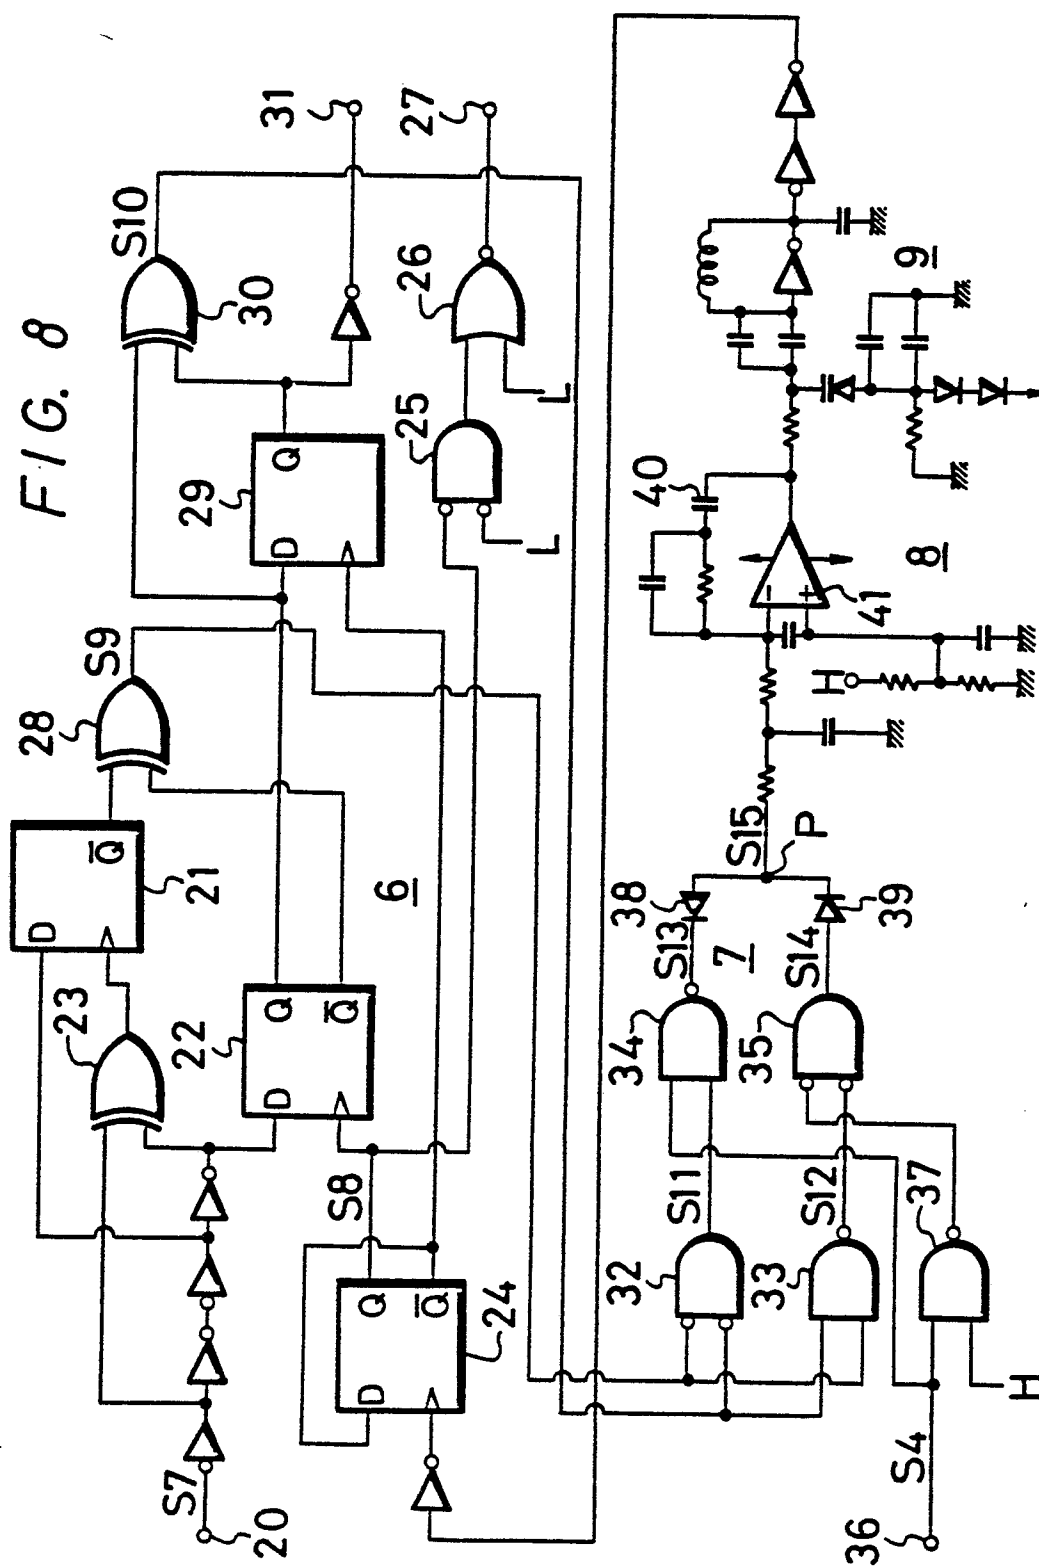 FIG. 8
S7
20
23
D
Q̅
21
28
S9
S10
30
31
22
D
Q
Q̅
29
D
Q
S8
6
25
L
26
L
27
24
D
Q
Q̅
32
S11
34
S13
38
7
33
S12
35
S14
39
S15
P
37
S4
36
H
H
40
-
+
41
8
9